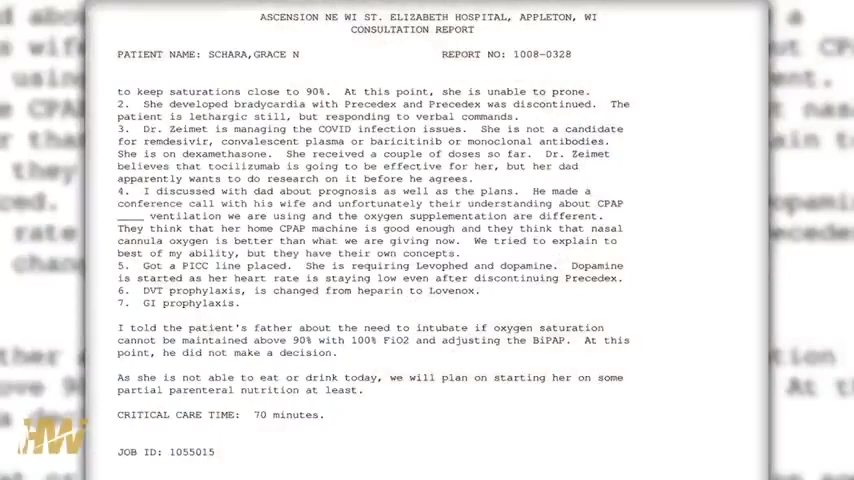 ASCENSION NE WI ST. ELIZABETH HOSPITAL, APPLETON, WI
CONSULTATION REPORT
PATIENT NAME: SCHARA,GRACE N REPORT NO: 1008-0328
to keep saturations close to 90%. At this point, she is unable to prone.
2. She developed bradycardia with Precedex and Precedex was discontinued. The
patient is lethargic still, but responding to verbal commands.
3. Dr. Zeimet is managing the COVID infection issues. She is not a candidate
for remdesivir, convalescent plasma or baricitinib or monoclonal antibodies.
She is on dexamethasone. She received a couple of doses so far. Dr. Zeimet
believes that tocilizumab is going to be effective for her, but her dad
apparently wants to do research on it before he agrees.
4. I discussed with dad about prognosis as well as the plans. He made a
conference call with his wife and unfortunately their understanding about CPAP
____ ventilation we are using and the oxygen supplementation are different.
They think that her home CPAP machine is good enough and they think that nasal
cannula oxygen is better than what we are giving now. We tried to explain to
best of my ability, but they have their own concepts.
5. Got a PICC line placed. She is requiring Levophed and dopamine. Dopamine
is started as her heart rate is staying low even after discontinuing Precedex.
6. DVT prophylaxis, is changed from heparin to Lovenox.
7. GI prophylaxis.
I told the patient's father about the need to intubate if oxygen saturation
cannot be maintained above 90% with 100% FiO2 and adjusting the BiPAP. At this
point, he did not make a decision.
As she is not able to eat or drink today, we will plan on starting her on some
partial parenteral nutrition at least.
CRITICAL CARE TIME: 70 minutes.
JOB ID: 1055015
HW